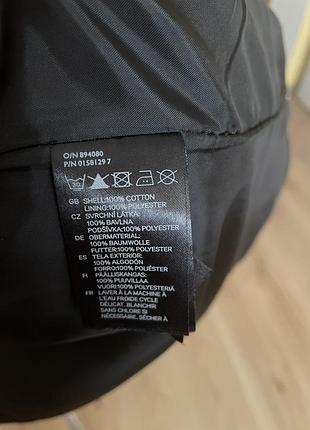 O/N 894080
P/N 0158129 7
30
GB SHELL:100% COTTON
LINING:100% POLYESTER
CZ SVRCHNÍ LÁTKA:
100% BAVLNA
PODŠÍVKA:100% POLYESTER
DE OBERMATERIAL:
100% BAUMWOLLE
FUTTER:100% POLYESTER
ES TELA EXTERIOR:
100% ALGODÓN
FORRO:100% POLIÉSTER
FI PÄÄLLISKANGAS:
100% PUUVILLAA
VUORI:100% POLYESTERIÄ
FR LAVER À LA MACHINE À
L'EAU FROIDE CYCLE
DÉLICAT, BLANCHIR
SANS CHLORE SI
NÉCESSAIRE, SÉCHER À